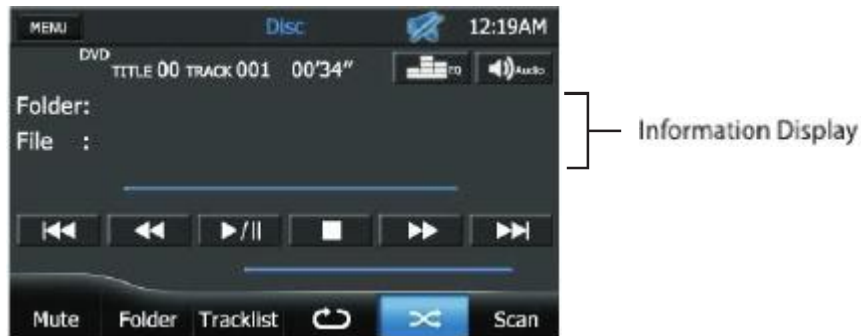 MENU Disc 12:19AM
DVD TITLE 00 TRACK 001 00'34" EQ Audio
Folder:
File :
Information Display
Mute Folder Tracklist Scan